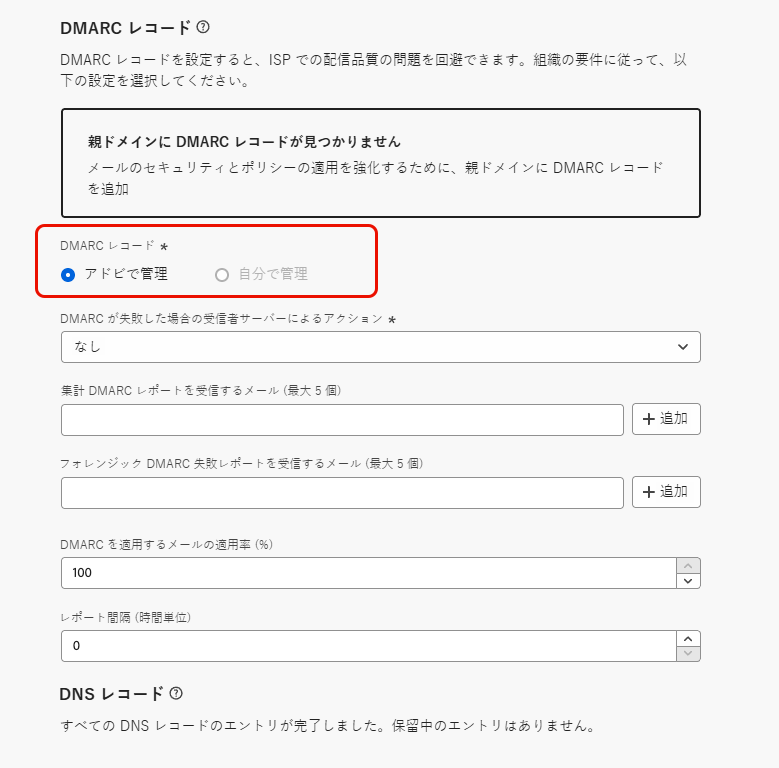 DMARC レコード
DMARC レコードを設定すると、ISP での配信品質の問題を回避できます。組織の要件に従って、以
下の設定を選択してください。
親ドメインに DMARC レコードが見つかりません
メールのセキュリティとポリシーの適用を強化するために、親ドメインに DMARC レコード
を追加
DMARC レコード *
アドビで管理 自分で管理
DMARC が失敗した場合の受信者サーバーによるアクション *
なし
集計 DMARC レポートを受信するメール (最大 5 個)
+ 追加
フォレンジック DMARC 失敗レポートを受信するメール (最大 5 個)
+ 追加
DMARC を適用するメールの適用率 (%)
100
レポート間隔 (時間単位)
0
DNS レコード
すべての DNS レコードのエントリが完了しました。保留中のエントリはありません。